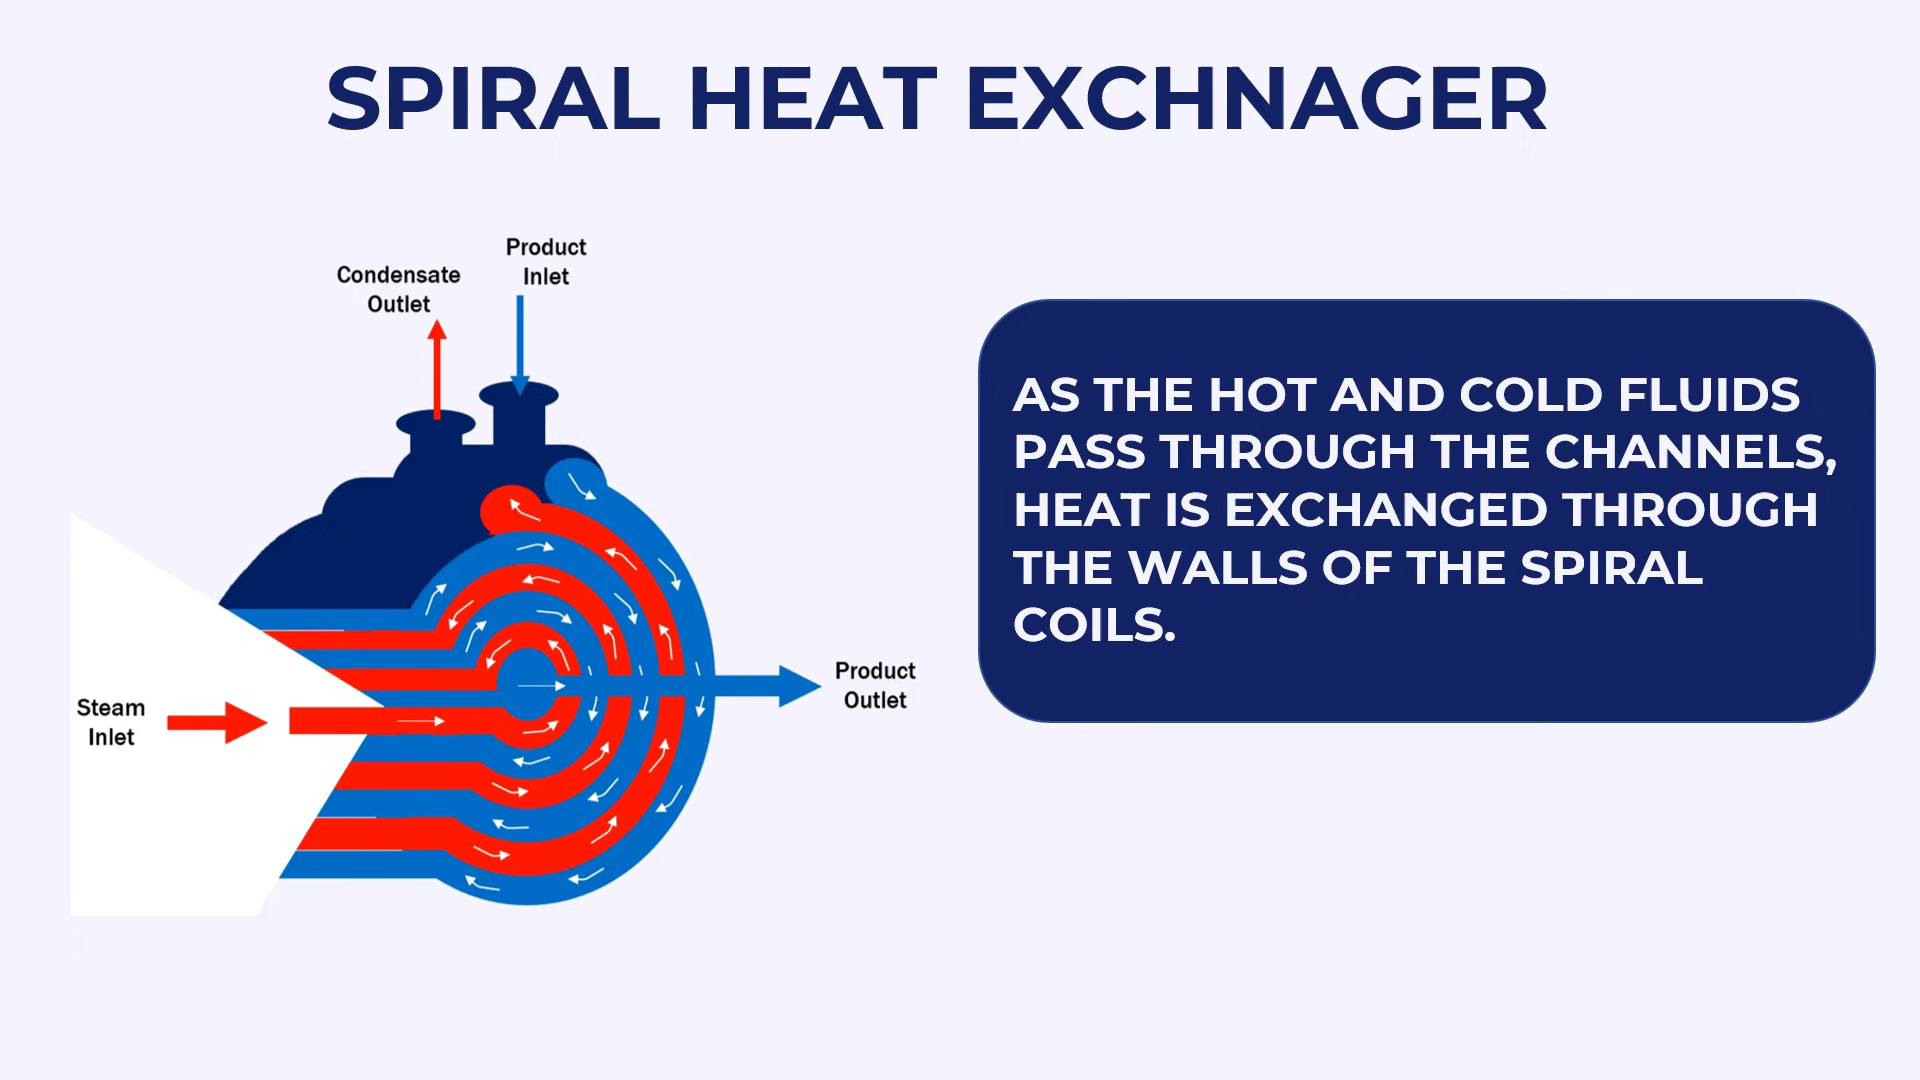 SPIRAL HEAT EXCHNAGER
Product
Inlet
Condensate
Outlet
AS THE HOT AND COLD FLUIDS
PASS THROUGH THE CHANNELS,
HEAT IS EXCHANGED THROUGH
THE WALLS OF THE SPIRAL
COILS.
Product
Outlet
Steam
Inlet